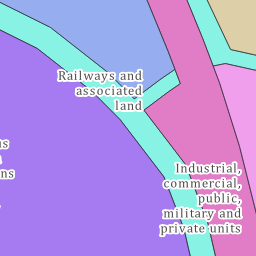 Railways and
associated
land
Industrial,
commercial,
public,
military and
private units